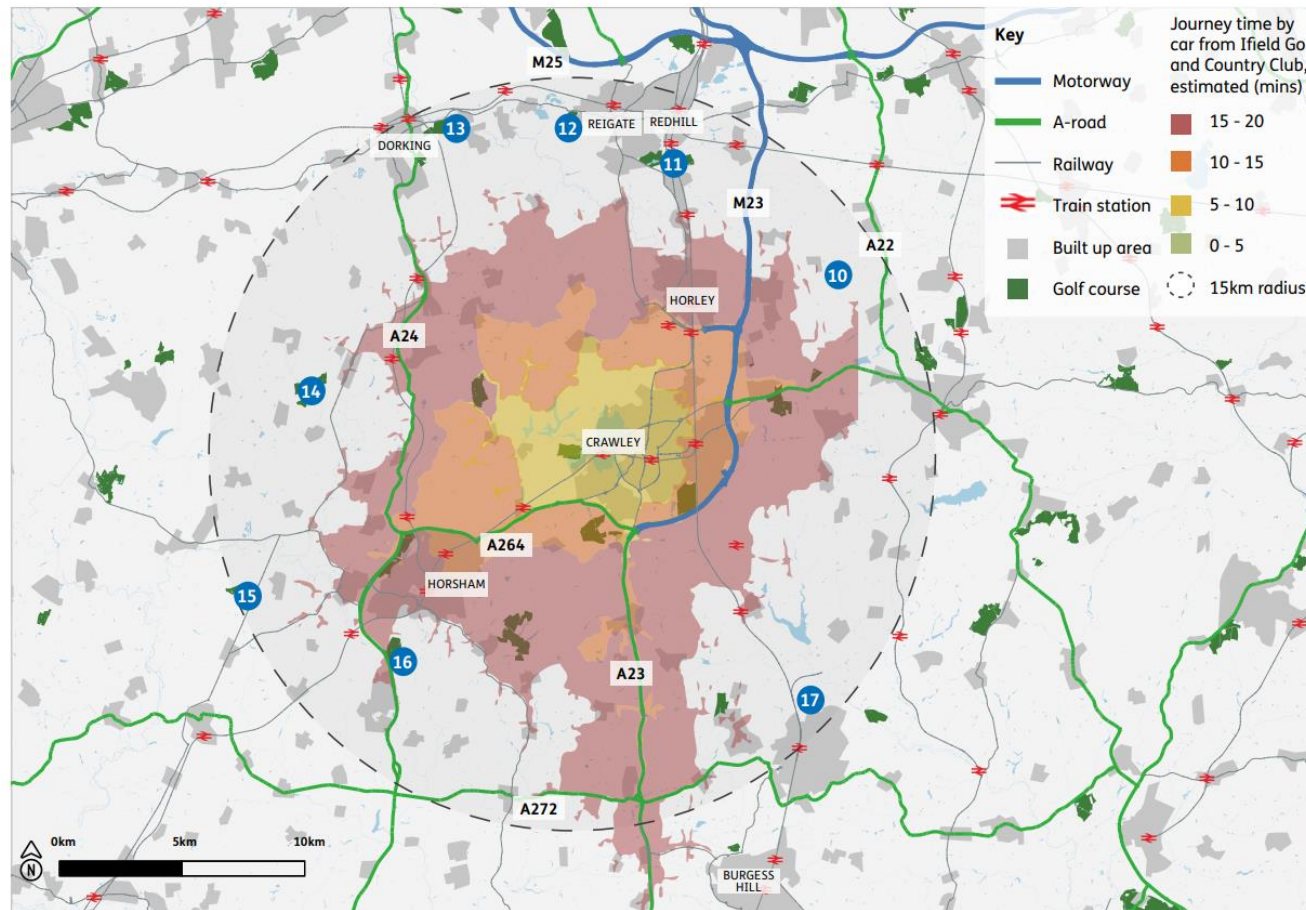 Key
Motorway
A-road
Railway
Train station
Built up area
Golf course
Journey time by
car from Ifield Go
and Country Club,
estimated (mins)
15 - 20
10 - 15
5 - 10
0 - 5
15km radius
M25
13
12
REIGATE
REDHILL
DORKING
11
M23
A22
10
HORLEY
A24
14
CRAWLEY
A264
HORSHAM
15
16
A23
17
A272
0km
5km
10km
N
BURGESS
HILL